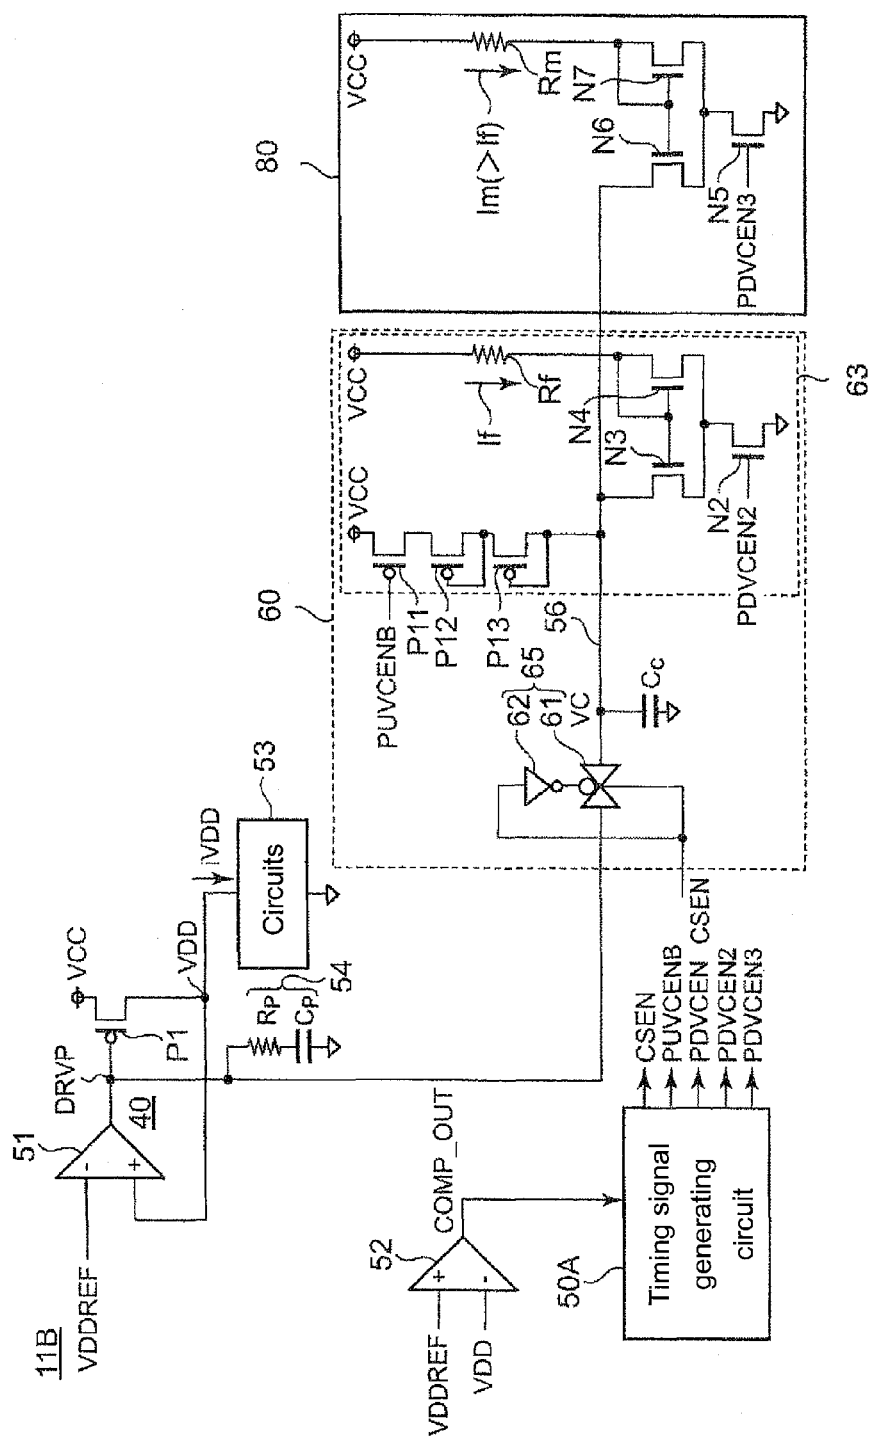 11B
VDDREF
51
-
+
40
DRVP
VCC
P1
VDD
iVDD
53
Circuits
RP
CP
54
VDDREF
VDD
52
+
-
COMP_OUT
50A
Timing signal
generating
circuit
CSEN
PUVCENB
PDVCEN
PDVCEN2
PDVCEN3
CSEN
60
62
61
65
VC
56
CC
PUVCENB
P11
P12
P13
VCC
VCC
If
Rf
N3
N4
N2
PDVCEN2
63
80
VCC
Im(>If)
Rm
N6
N7
N5
PDVCEN3